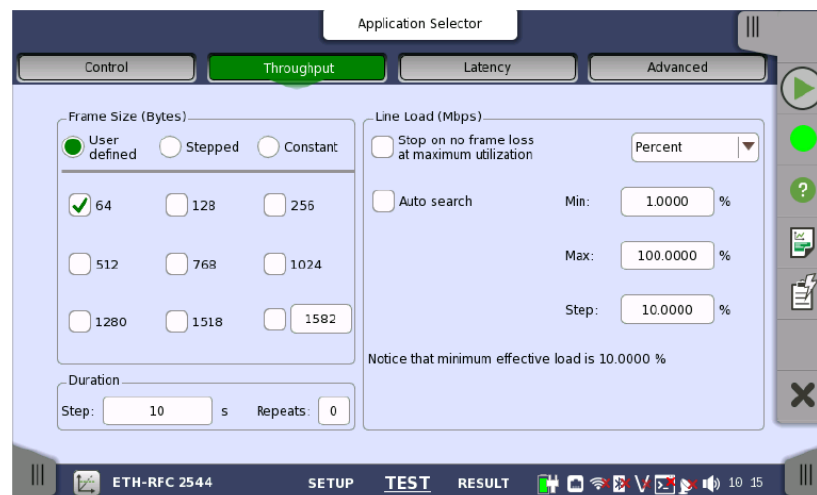 Application Selector
Control
Throughput
Latency
Advanced
Frame Size (Bytes)
User
defined
Stepped
Constant
64
128
256
512
768
1024
1280
1518
1582
Duration
Step:
10
s
Repeats:
0
Line Load (Mbps)
Stop on no frame loss
at maximum utilization
Percent
Auto search
Min:
1.0000
%
Max:
100.0000
%
Step:
10.0000
%
Notice that minimum effective load is 10.0000 %
ETH-RFC 2544
SETUP
TEST
RESULT
10 15